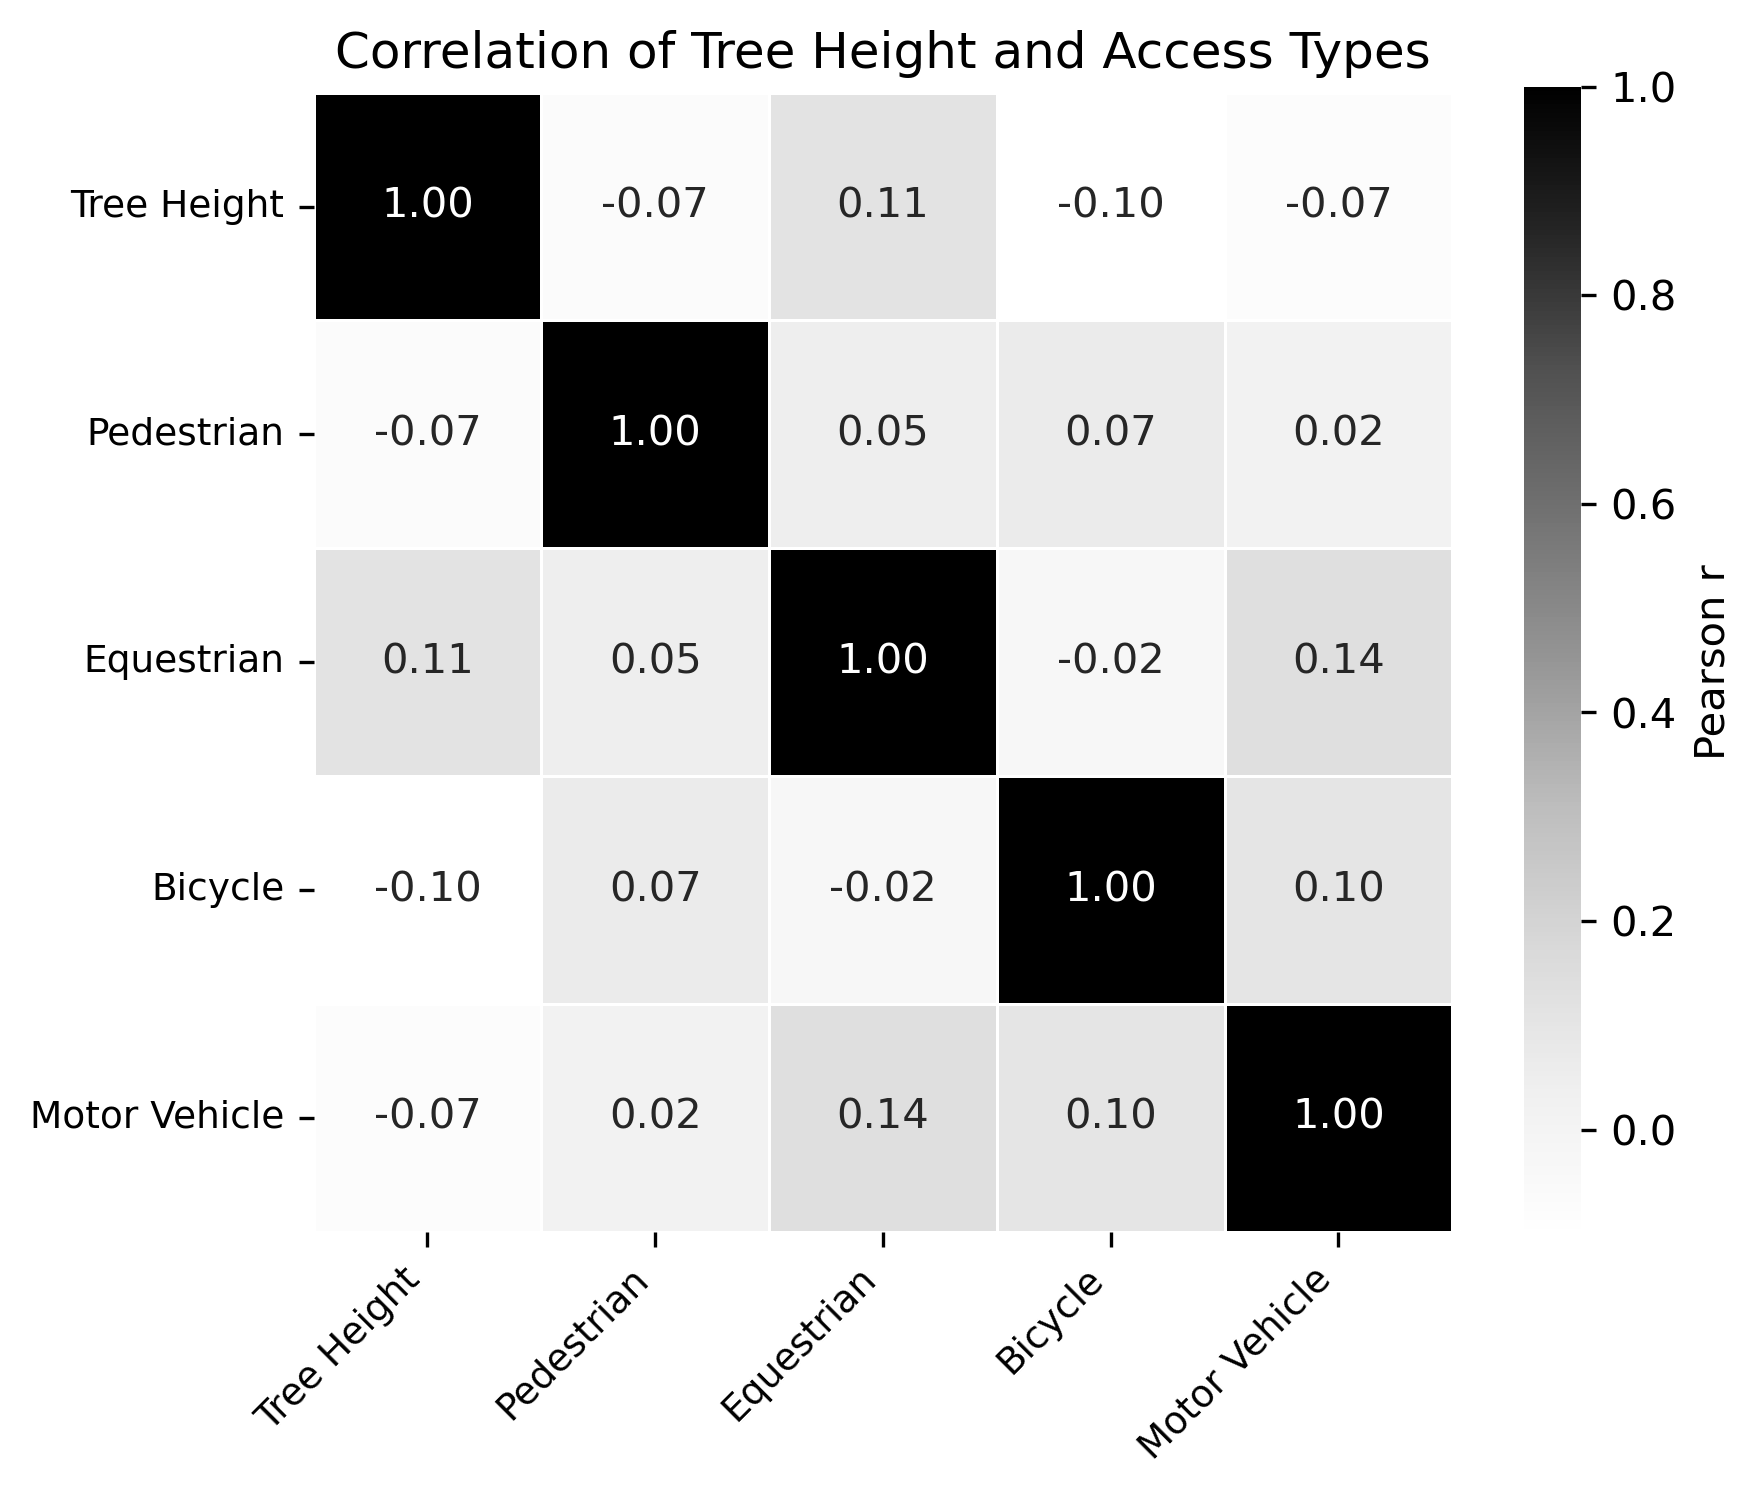 Correlation of Tree Height and Access Types
Tree Height 1.00 -0.07 0.11 -0.10 -0.07
Pedestrian -0.07 1.00 0.05 0.07 0.02
Equestrian 0.11 0.05 1.00 -0.02 0.14
Bicycle -0.10 0.07 -0.02 1.00 0.10
Motor Vehicle -0.07 0.02 0.14 0.10 1.00
Tree Height
Pedestrian
Equestrian
Bicycle
Motor Vehicle
1.0
0.8
0.6
0.4
0.2
0.0
Pearson r